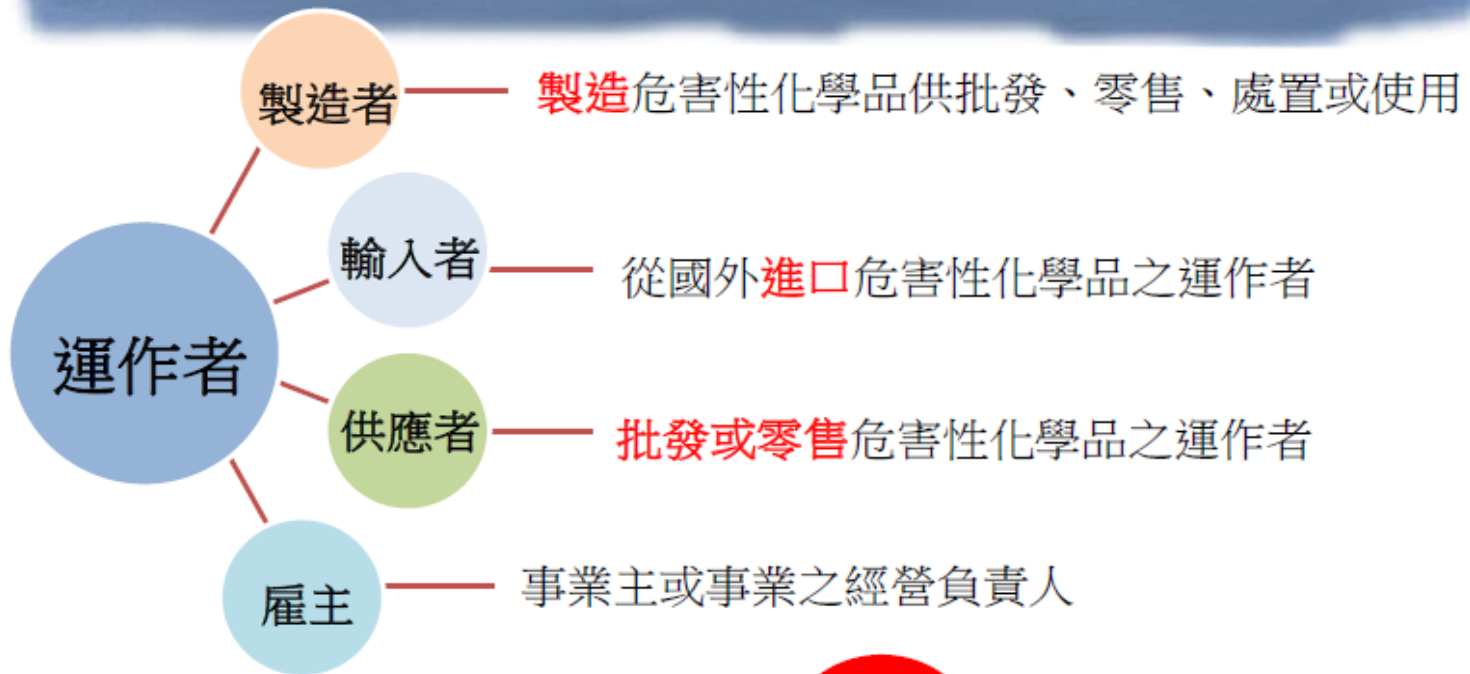 製造者
製造危害性化學品供批發、零售、處置或使用
輸入者
從國外進口危害性化學品之運作者
運作者
供應者
批發或零售危害性化學品之運作者
雇主
事業主或事業之經營負責人